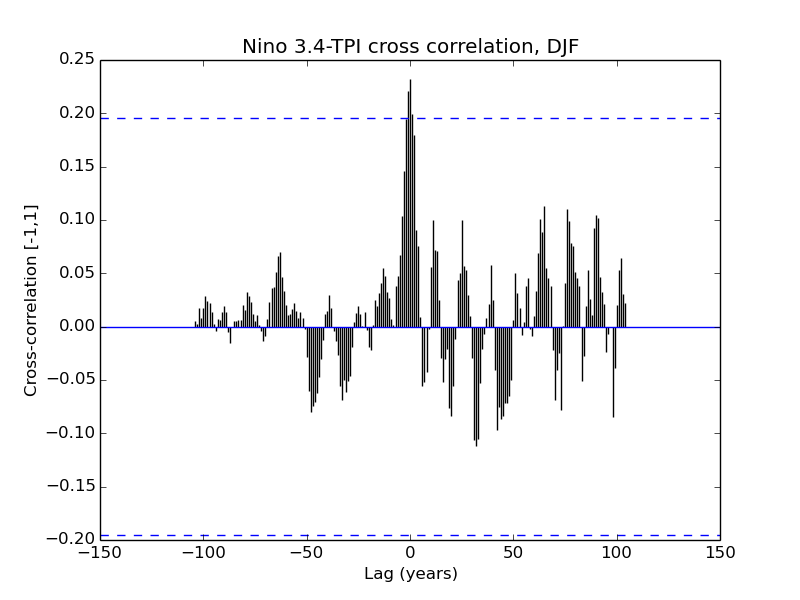 Nino 3.4-TPI cross correlation, DJF
0.25
0.20
0.15
0.10
0.05
0.00
−0.05
−0.10
−0.15
−0.20
Cross-correlation [-1,1]
−150 −100 −50 0 50 100 150
Lag (years)